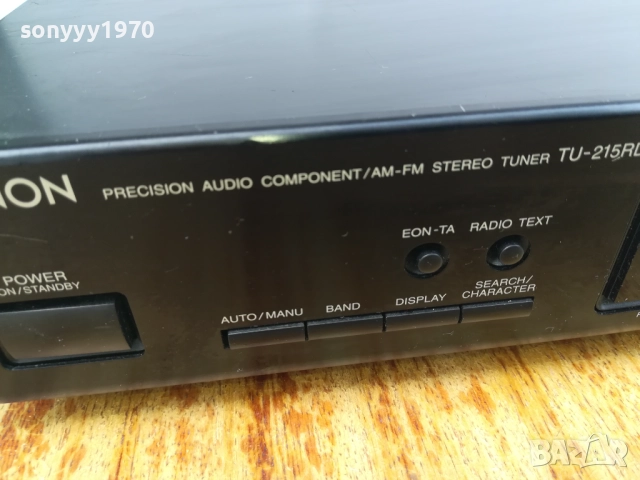 sonyyy1970
NON PRECISION AUDIO COMPONENT/AM-FM STEREO TUNER TU-215RD
EON-TA RADIO TEXT
POWER
ON/STANDBY
AUTO/MANU BAND DISPLAY SEARCH/
CHARACTER
BAZAR